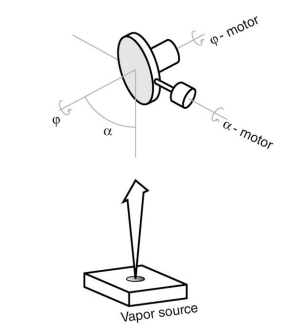 φ- motor
φ
α
α- motor
Vapor source